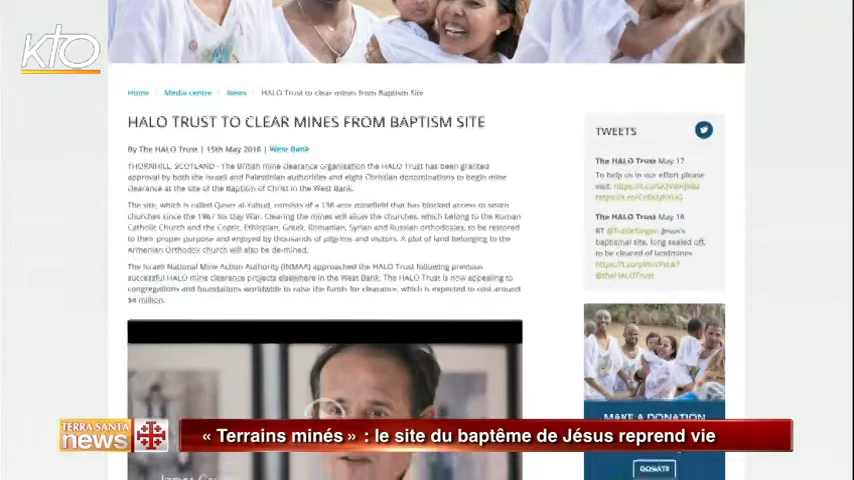 KTO
Home
Media centre
News
HALO Trust to clear mines from Baptism Site
HALO TRUST TO CLEAR MINES FROM BAPTISM SITE
By The HALO Trust | 15th May 2016 | West Bank
THORNHILL, SCOTLAND - The British mine clearance organisation the HALO Trust has been granted
approval by both the Israeli and Palestinian authorities and eight Christian denominations to begin mine
clearance at the site of the Baptism of Christ in the West Bank.
The site, which is called Qaser al-Yahud, consists of a 136 acre minefield that has blocked access to seven
churches since the 1967 Six Day War. Clearing the mines will allow the churches, which belong to the Roman
Catholic Church and the Coptic, Ethiopian, Greek, Romanian, Syrian and Russian orthodoxies, to be restored
to their proper purpose and enjoyed by thousands of pilgrims and visitors. A plot of land belonging to the
Armenian Orthodox church will also be de-mined.
The Israeli National Mine Action Authority (INMAA) approached the HALO Trust following previous
successful HALO mine clearance projects elsewhere in the West Bank. The HALO Trust is now appealing to
congregations and foundations worldwide to raise the funds for clearance, which is expected to cost around
$4 million.
TWEETS
The HALO Trust May 17
To help us in our effort please
visit:
The HALO Trust May 16
RT Jesus's
baptismal site, long sealed off,
to be cleared of landmines
@theHALOTrust
MAKE A DONATION
DONATE
TERRA SANTA
news
« Terrains minés » : le site du baptême de Jésus reprend vie